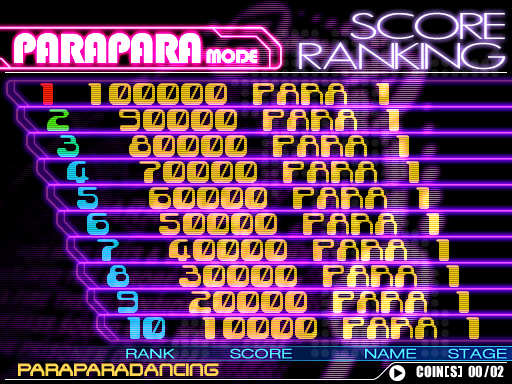 PARAPARA MODE
SCORE RANKING
1 100000 PARA 1
2 90000 PARA 1
3 80000 PARA 1
4 70000 PARA 1
5 60000 PARA 1
6 50000 PARA 1
7 40000 PARA 1
8 30000 PARA 1
9 20000 PARA 1
10 10000 PARA 1
RANK SCORE NAME STAGE
PARAPARADANCING
COIN[S] 00/02